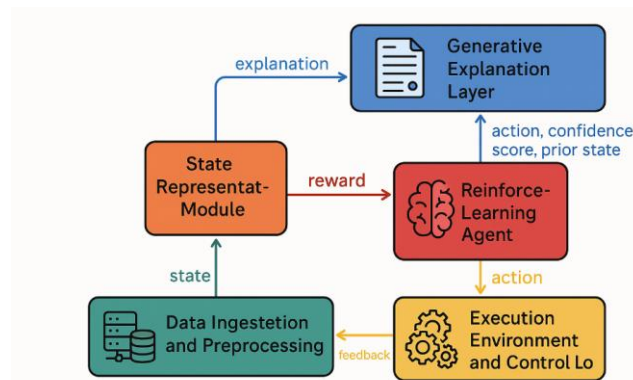 Generative
Explanation
Layer
explanation
action, confidence
score, prior state
State
Representat-
Module
reward
Reinforce-
Learning
Agent
state
action
Data Ingestetion
and Preprocessing
feedback
Execution
Environment
and Control Lo